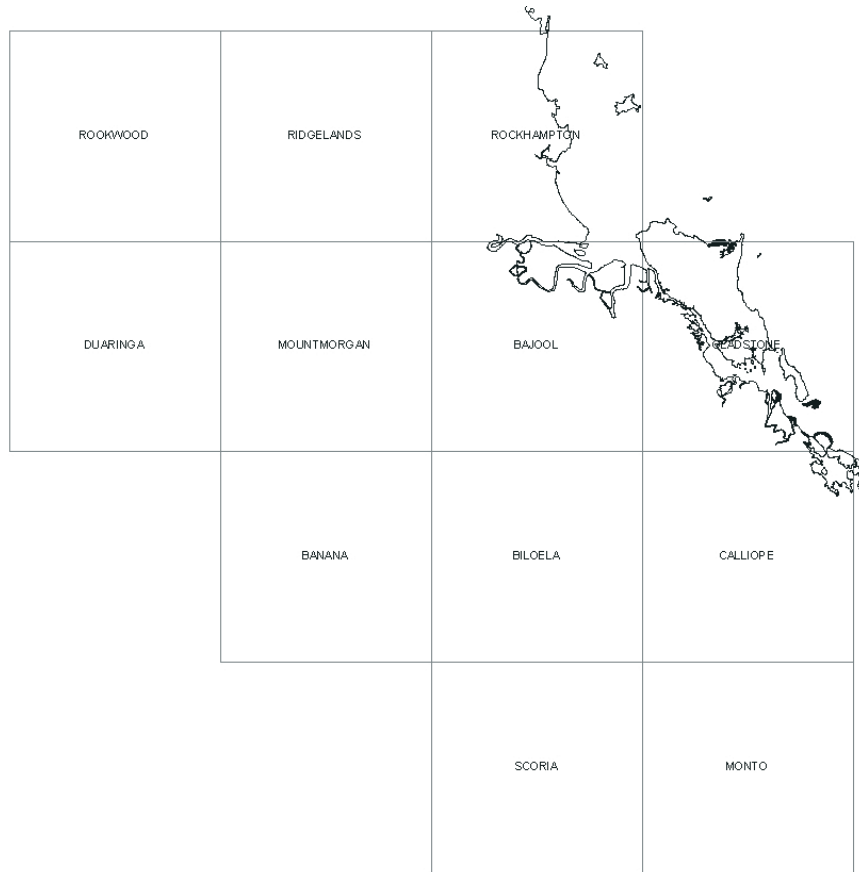 ROOKWOOD
RIDGELANDS
ROCKHAMPTON
DUARINGA
MOUNTMORGAN
BAJOOL
GLADSTONE
BANANA
BILOELA
CALLIOPE
SCORIA
MONTO